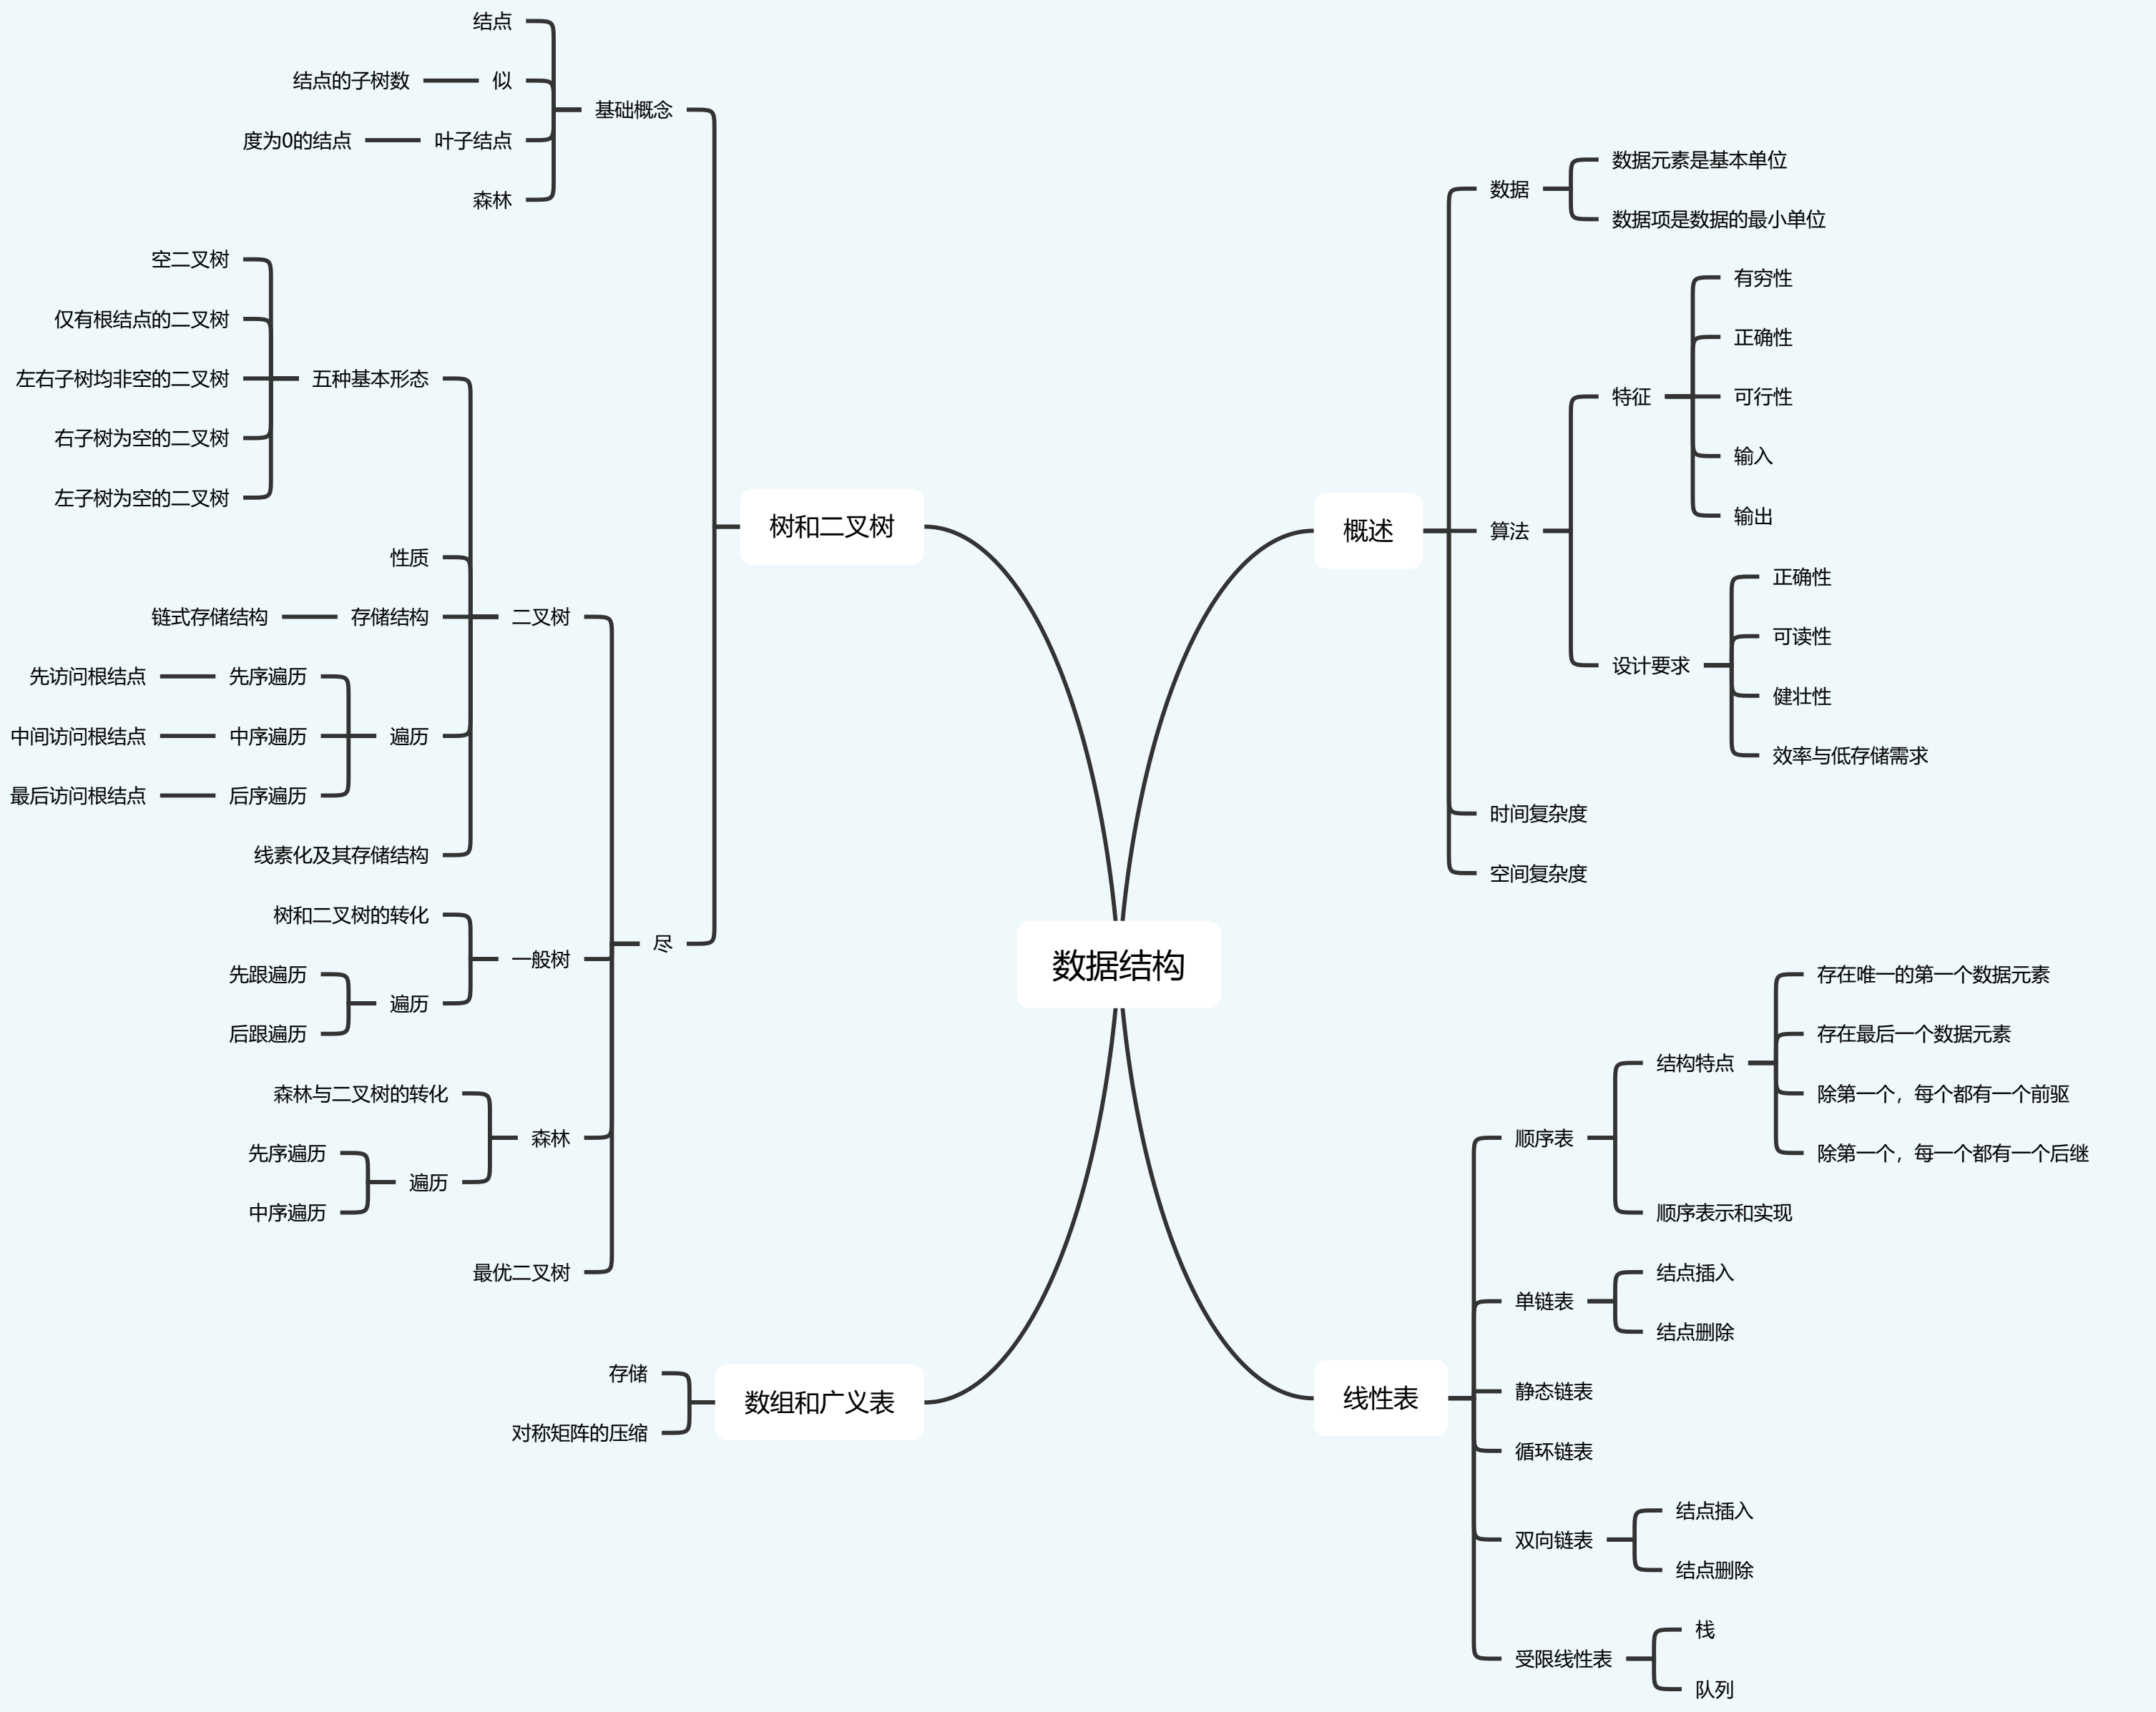 数据结构
概述
数据
数据元素是基本单位
数据项是数据的最小单位
算法
特征
有穷性
正确性
可行性
输入
输出
设计要求
正确性
可读性
健壮性
效率与低存储需求
时间复杂度
空间复杂度
线性表
顺序表
结构特点
存在唯一的第一个数据元素
存在最后一个数据元素
除第一个，每个都有一个前驱
除第一个，每一个都有一个后继
顺序表示和实现
单链表
结点插入
结点删除
静态链表
循环链表
双向链表
结点插入
结点删除
受限线性表
栈
队列
树和二叉树
基础概念
结点
似
结点的子树数
叶子结点
度为0的结点
森林
尽
二叉树
五种基本形态
空二叉树
仅有根结点的二叉树
左右子树均非空的二叉树
右子树为空的二叉树
左子树为空的二叉树
性质
存储结构
链式存储结构
遍历
先序遍历
先访问根结点
中序遍历
中间访问根结点
后序遍历
最后访问根结点
线素化及其存储结构
一般树
树和二叉树的转化
遍历
先跟遍历
后跟遍历
森林
森林与二叉树的转化
遍历
先序遍历
中序遍历
最优二叉树
数组和广义表
存储
对称矩阵的压缩